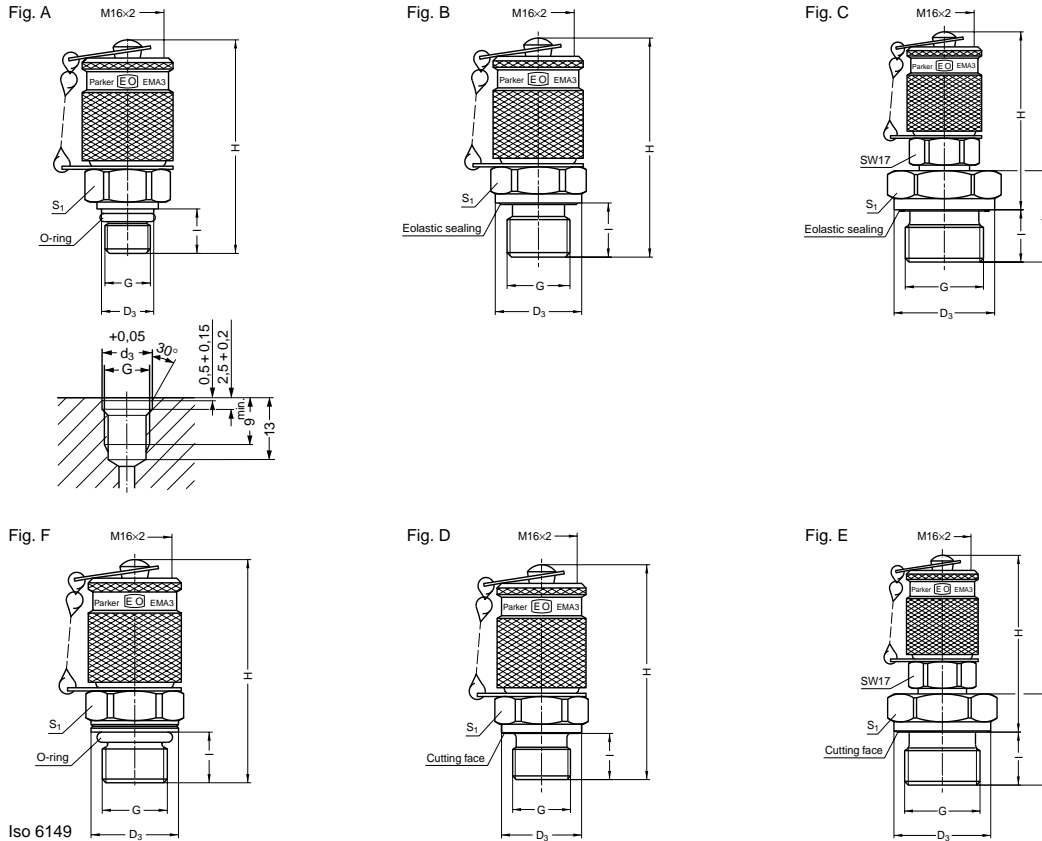 Fig. A
M16×2
Parker EO EMA3
H
S1
O-ring
I
G
D3
+0,05
d3
G
30°
0,5 + 0,15
2,5 + 0,2
9 min.
13
Fig. B
M16×2
Parker EO EMA3
H
S1
Eolastic sealing
I
G
D3
Fig. C
M16×2
Parker EO EMA3
H
SW17
S1
Eolastic sealing
I
G
D3
Fig. F
M16×2
Parker EO EMA3
H
S1
O-ring
I
G
D3
Iso 6149
Fig. D
M16×2
Parker EO EMA3
H
S1
Cutting face
I
G
D3
Fig. E
M16×2
Parker EO EMA3
H
SW17
S1
Cutting face
I
G
D3